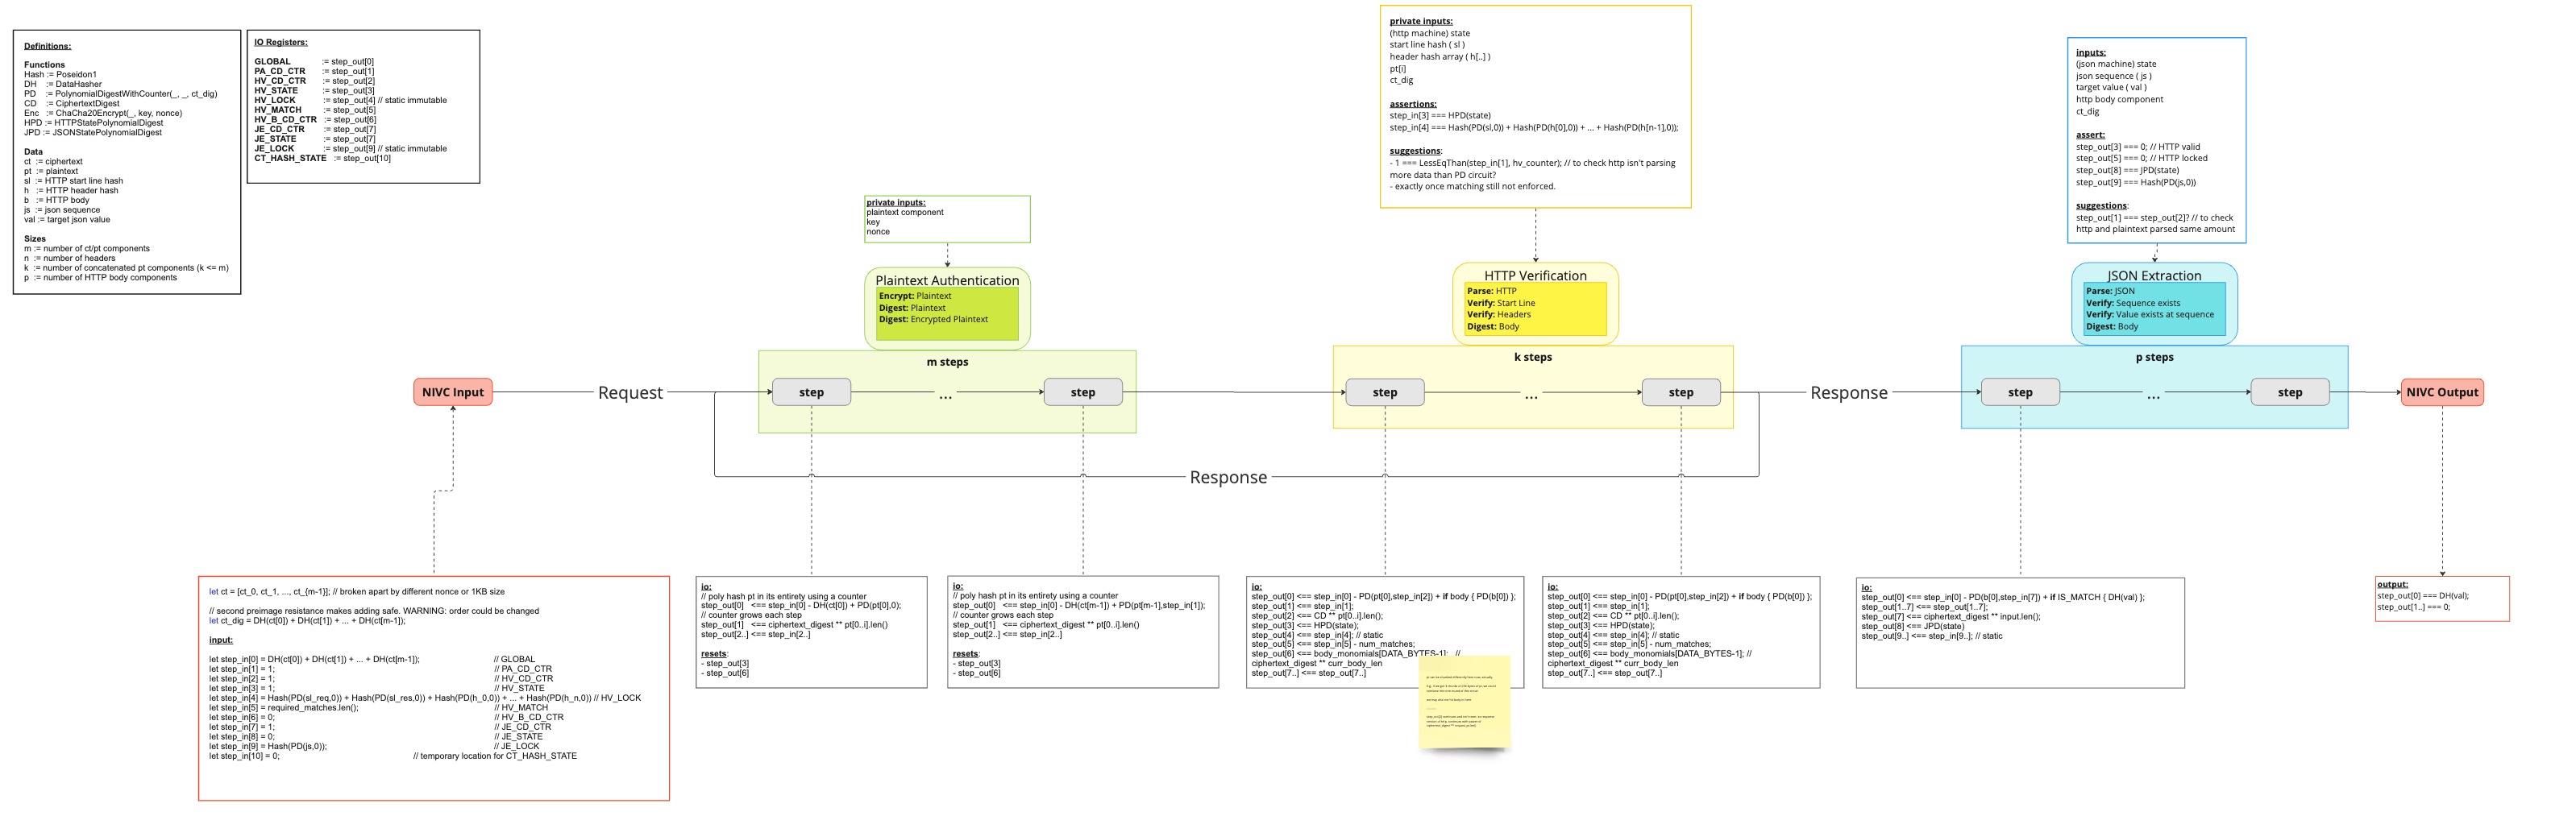 Definitions:
Functions
Hash := Poseidon1
DH := DataHasher
PD := PolynomialDigestWithCounter(_, _, ct_dig)
CD := CiphertextDigest
Enc := ChaCha20Encrypt(_, key, nonce)
HPD := HTTPStatePolynomialDigest
JPD := JSONStatePolynomialDigest
Data
ct := ciphertext
pt := plaintext
sl := HTTP start line hash
h := HTTP header hash
b := HTTP body
js := json sequence
val := target json value
Sizes
m := number of ct/pt components
n := number of headers
k := number of concatenated pt components (k <= m)
p := number of HTTP body components
IO Registers:
GLOBAL := step_out[0]
PA_CD_CTR := step_out[1]
HV_CD_CTR := step_out[2]
HV_STATE := step_out[3]
HV_LOCK := step_out[4] // static immutable
HV_MATCH := step_out[5]
HV_B_CD_CTR := step_out[6]
JE_CD_CTR := step_out[7]
JE_STATE := step_out[7]
JE_LOCK := step_out[9] // static immutable
CT_HASH_STATE := step_out[10]
private inputs:
plaintext component
key
nonce
Plaintext Authentication
Encrypt: Plaintext
Digest: Plaintext
Digest: Encrypted Plaintext
private inputs:
(http machine) state
start line hash ( sl )
header hash array ( h[..] )
pt[i]
ct_dig
assertions:
step_in[3] === HPD(state)
step_in[4] === Hash(PD(sl,0)) + Hash(PD(h[0],0)) + ... + Hash(PD(h[n-1],0));
suggestions:
- 1 === LessEqThan(step_in[1], hv_counter); // to check http isn't parsing
more data than PD circuit?
- exactly once matching still not enforced.
HTTP Verification
Parse: HTTP
Verify: Start Line
Verify: Headers
Digest: Body
inputs:
(json machine) state
json sequence ( js )
target value ( val )
http body component
ct_dig
assert:
step_out[3] === 0; // HTTP valid
step_out[5] === 0; // HTTP locked
step_out[8] === JPD(state)
step_out[9] === Hash(PD(js,0))
suggestions:
step_out[1] === step_out[2]? // to check
http and plaintext parsed same amount
JSON Extraction
Parse: JSON
Verify: Sequence exists
Verify: Value exists at sequence
Digest: Body
NIVC Input
Request
m steps
step
...
step
k steps
step
...
step
Response
p steps
step
...
step
NIVC Output
Response
let ct = [ct_0, ct_1, ..., ct_{m-1}]; // broken apart by different nonce or 1KB size
// second preimage resistance makes adding safe. WARNING: order could be changed
let ct_dig = DH(ct[0]) + DH(ct[1]) + ... + DH(ct[m-1]);
input:
let step_in[0] = DH(ct[0]) + DH(ct[1]) + ... + DH(ct[m-1]); // GLOBAL
let step_in[1] = 1; // PA_CD_CTR
let step_in[2] = 1; // HV_CD_CTR
let step_in[3] = 1; // HV_STATE
let step_in[4] = Hash(PD(sl_req,0)) + Hash(PD(sl_res,0)) + Hash(PD(h_0,0)) + ... + Hash(PD(h_n,0)) // HV_LOCK
let step_in[5] = required_matches.len(); // HV_MATCH
let step_in[6] = 0; // HV_B_CD_CTR
let step_in[7] = 1; // JE_CD_CTR
let step_in[8] = 0; // JE_STATE
let step_in[9] = Hash(PD(js,0)); // JE_LOCK
let step_in[10] = 0; // temporary location for CT_HASH_STATE
io:
// poly hash pt in its entirety using a counter
step_out[0] <== step_in[0] - DH(ct[0]) + PD(pt[0],0);
// counter grows each step
step_out[1] <== ciphertext_digest ** pt[0..i].len()
step_out[2..] <== step_in[2..]
resets:
- step_out[3]
- step_out[6]
io:
// poly hash pt in its entirety using a counter
step_out[0] <== step_in[0] - DH(ct[m-1]) + PD(pt[m-1],step_in[1]);
// counter grows each step
step_out[1] <== ciphertext_digest ** pt[0..i].len()
step_out[2..] <== step_in[2..]
resets:
- step_out[3]
- step_out[6]
io:
step_out[0] <== step_in[0] - PD(pt[0],step_in[2]) + if body { PD(b[0]) };
step_out[1] <== step_in[1];
step_out[2] <== CD ** pt[0..i].len();
step_out[3] <== HPD(state);
step_out[4] <== step_in[4]; // static
step_out[5] <== step_in[5] - num_matches;
step_out[6] <== body_monomials[DATA_BYTES-1]; //
ciphertext_digest ** curr_body_len
step_out[7..] <== step_out[7..]
io:
step_out[0] <== step_in[0] - PD(pt[0],step_in[2]) + if body { PD(b[0]) };
step_out[1] <== step_in[1];
step_out[2] <== CD ** pt[0..i].len();
step_out[3] <== HPD(state);
step_out[4] <== step_in[4]; // static
step_out[5] <== step_in[5] - num_matches;
step_out[6] <== body_monomials[DATA_BYTES-1]; //
ciphertext_digest ** curr_body_len
step_out[7..] <== step_out[7..]
io:
step_out[0] <== step_in[0] - PD(b[0],step_in[7]) + if IS_MATCH { DH(val) };
step_out[1..7] <== step_out[1..7];
step_out[7] <== ciphertext_digest ** input.len();
step_out[8] <== JPD(state)
step_out[9..] <== step_in[9..]; // static
output:
step_out[0] === DH(val);
step_out[1..] === 0;